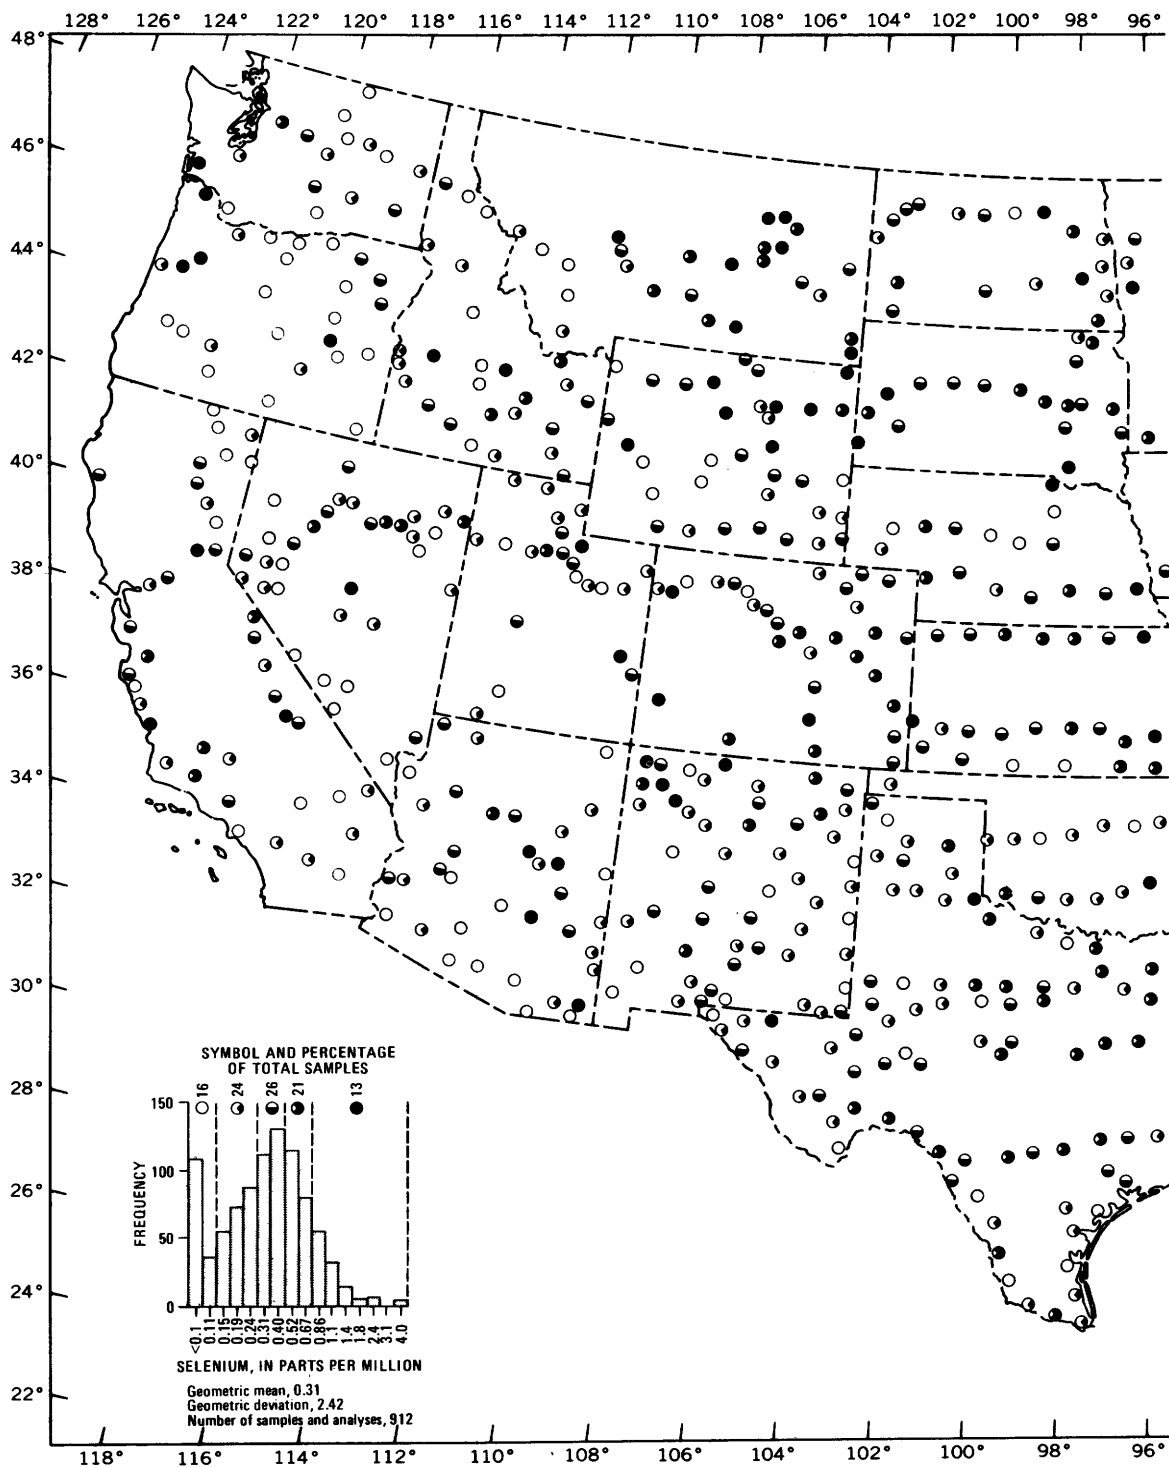 128° 126° 124° 122° 120° 118° 116° 114° 112° 110° 108° 106° 104° 102° 100° 98° 96°
48°
46°
44°
42°
40°
38°
36°
34°
32°
30°
28°
26°
24°
22°
SYMBOL AND PERCENTAGE
OF TOTAL SAMPLES
16 24 26 21 13
150
100
50
0
FREQUENCY
<0.1 0.11 0.15 0.19 0.24 0.31 0.40 0.52 0.67 0.86 1.1 1.4 1.8 2.4 3.1 4.0
SELENIUM, IN PARTS PER MILLION
Geometric mean, 0.31
Geometric deviation, 2.42
Number of samples and analyses, 912
118° 116° 114° 112° 110° 108° 106° 104° 102° 100° 98° 96°